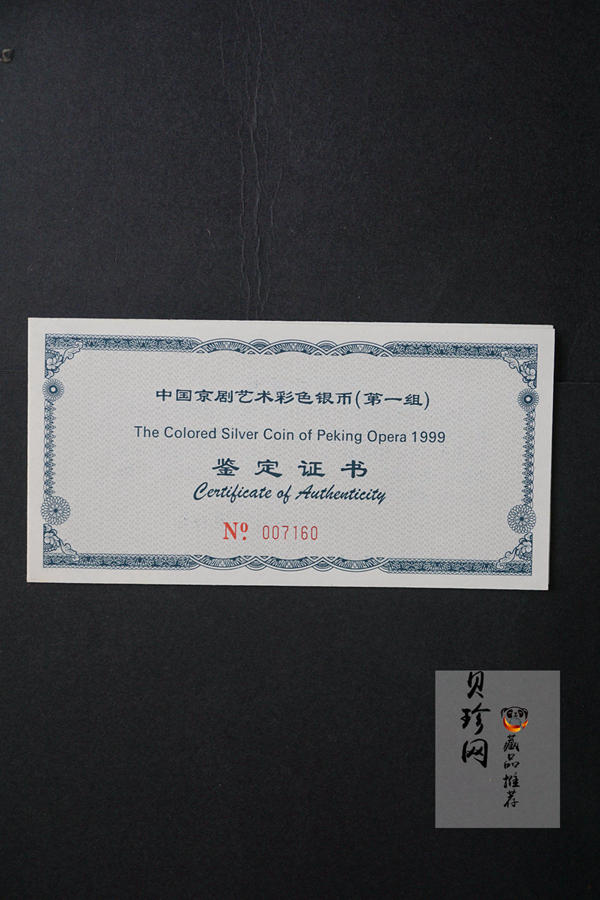 中国京剧艺术彩色银币(第一组)
The Colored Silver Coin of Peking Opera 1999
鉴定证书
Certificate of Authenticity
Nº 007160
贝珍网
藏品推荐